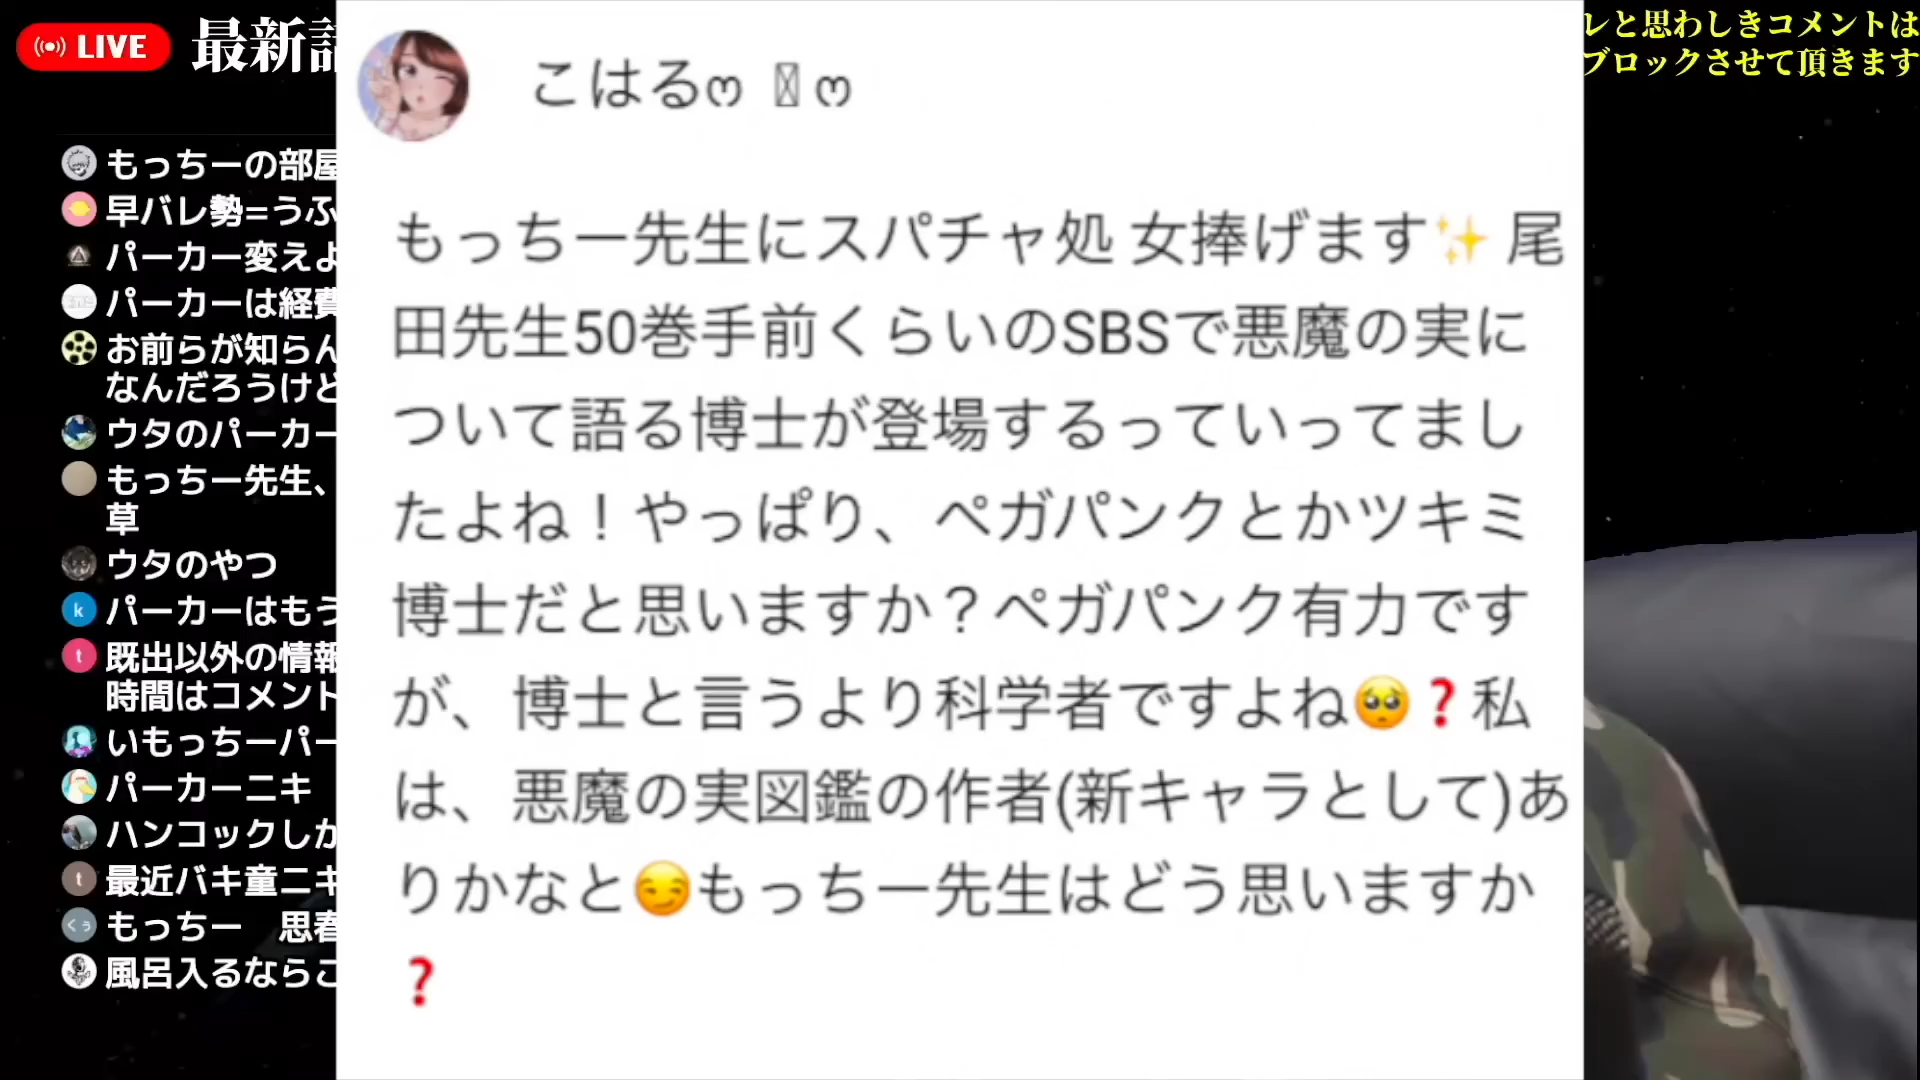 LIVE
最新
レと思わしきコメントは
ブロックさせて頂きます
こはるෆ ෆ
もっちー先生にスパチャ処 女捧げます✨ 尾
田先生50巻手前くらいのSBSで悪魔の実に
ついて語る博士が登場するっていってまし
たよね！やっぱり、ペガパンクとかツキミ
博士だと思いますか？ペガパンク有力です
が、博士と言うより科学者ですよね🥺❓私
は、悪魔の実図鑑の作者(新キャラとして)あ
りかなと😏もっちー先生はどう思いますか
❓
もっちーの部屋
早バレ勢=うふ
パーカー変えよ
パーカーは経費
お前らが知らん
なんだろうけど
ウタのパーカー
もっちー先生、
草
ウタのやつ
k
パーカーはもう
t
既出以外の情報
時間はコメント
いもっちーパー
パーカーニキ
ハンコックしか
t
最近バキ童ニキ
くぅ
もっちー 思春
風呂入るならこ